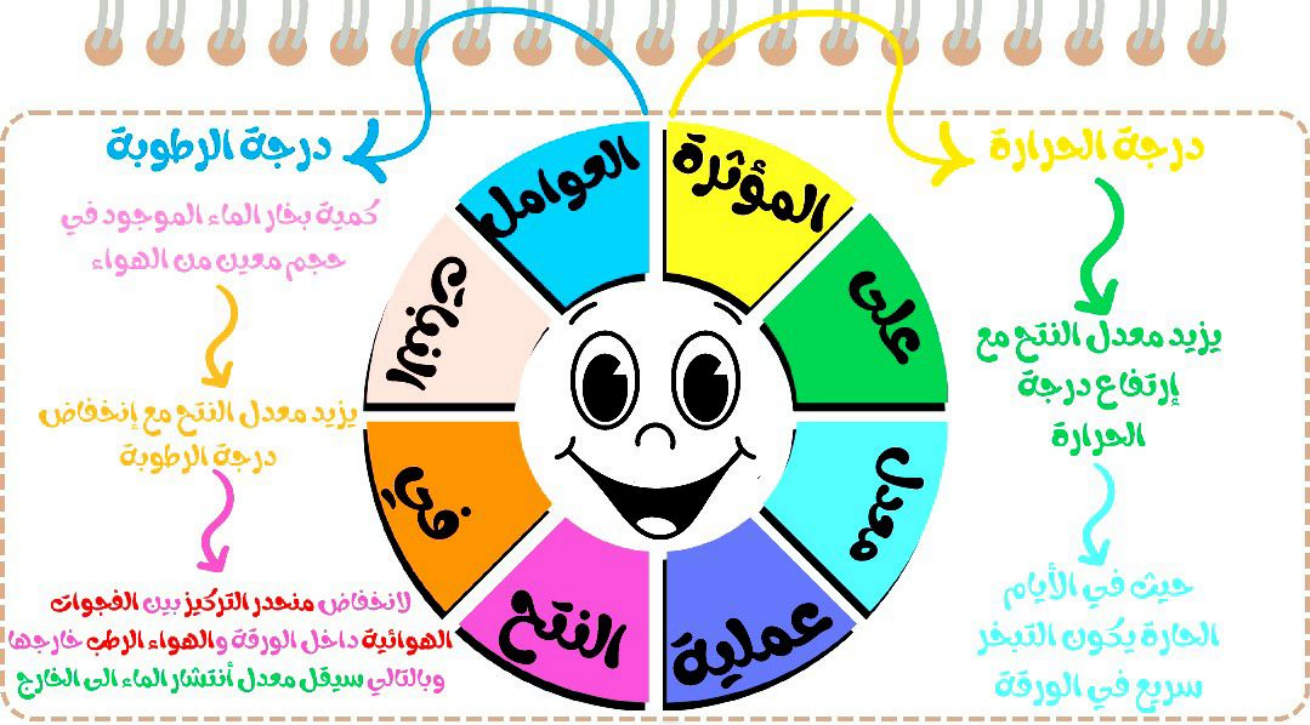 العوامل
المؤثرة
على
معدل
عملية
النتح
في
النبات
درجة الحرارة
يزيد معدل النتح مع
إرتفاع درجة
الحرارة
حيث في الأيام
الحارة يكون التبخر
سريع في الورقة
درجة الرطوبة
كمية بخار الماء الموجود في
حجم معين من الهواء
يزيد معدل النتح مع إنخفاض
درجة الرطوبة
لانخفاض منحدر التركيز بين الفجوات
الهوائية داخل الورقة والهواء الرطب خارجها
وبالتالي سيقل معدل أنتشار الماء الى الخارج